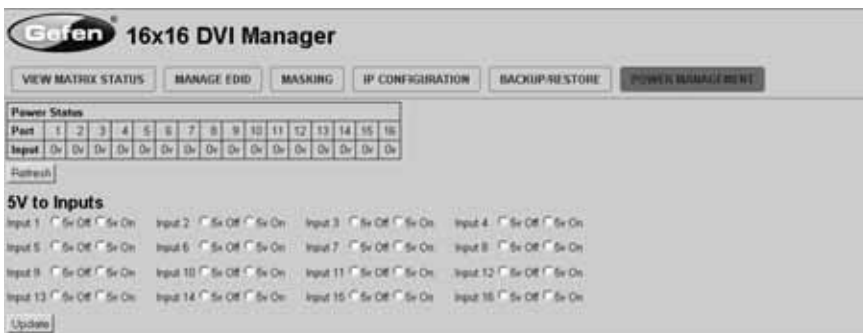 Gefen ® 16x16 DVI Manager
VIEW MATRIX STATUS MANAGE EDID MASKING IP CONFIGURATION BACKUP/RESTORE POWER MANAGEMENT
Power Status
Port 1 2 3 4 5 6 7 8 9 10 11 12 13 14 15 16
Input 0v 0v 0v 0v 0v 0v 0v 0v 0v 0v 0v 0v 0v 0v 0v 0v
Refresh
5V to Inputs
Input 1 5v Off 5v On Input 2 5v Off 5v On Input 3 5v Off 5v On Input 4 5v Off 5v On
Input 5 5v Off 5v On Input 6 5v Off 5v On Input 7 5v Off 5v On Input 8 5v Off 5v On
Input 9 5v Off 5v On Input 10 5v Off 5v On Input 11 5v Off 5v On Input 12 5v Off 5v On
Input 13 5v Off 5v On Input 14 5v Off 5v On Input 15 5v Off 5v On Input 16 5v Off 5v On
Update